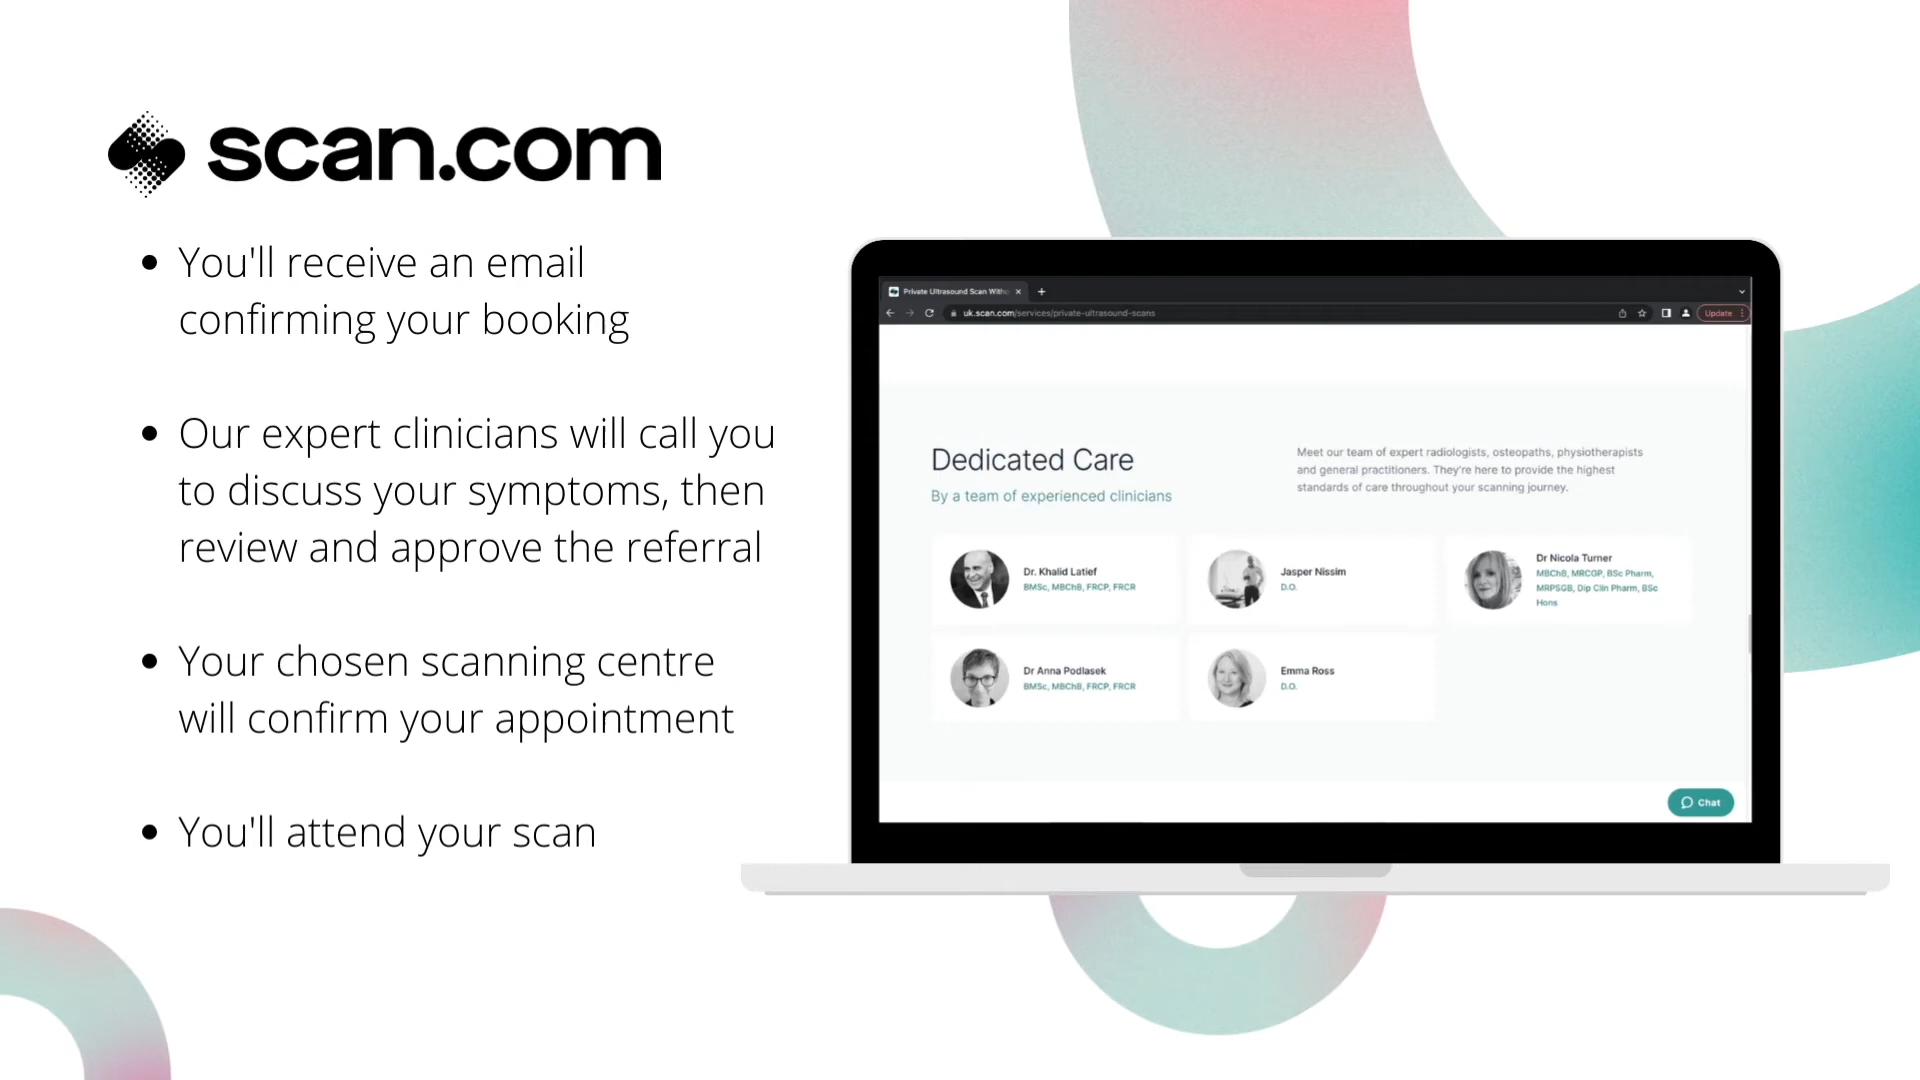 scan.com
You'll receive an email
confirming your booking
Our expert clinicians will call you
to discuss your symptoms, then
review and approve the referral
Your chosen scanning centre
will confirm your appointment
You'll attend your scan
Private Ultrasound Scan Witho
uk.scan.com/services/private-ultrasound-scans
Update
Dedicated Care
By a team of experienced clinicians
Meet our team of expert radiologists, osteopaths, physiotherapists
and general practitioners. They're here to provide the highest
standards of care throughout your scanning journey.
Dr. Khalid Latief
BMSc, MBChB, FRCP, FRCR
Jasper Nissim
D.O.
Dr Nicola Turner
MBChB, MRCGP, BSc Pharm,
MRPSGB, Dip Clin Pharm, BSc
Hons
Dr Anna Podlasek
BMSc, MBChB, FRCP, FRCR
Emma Ross
D.O.
Chat